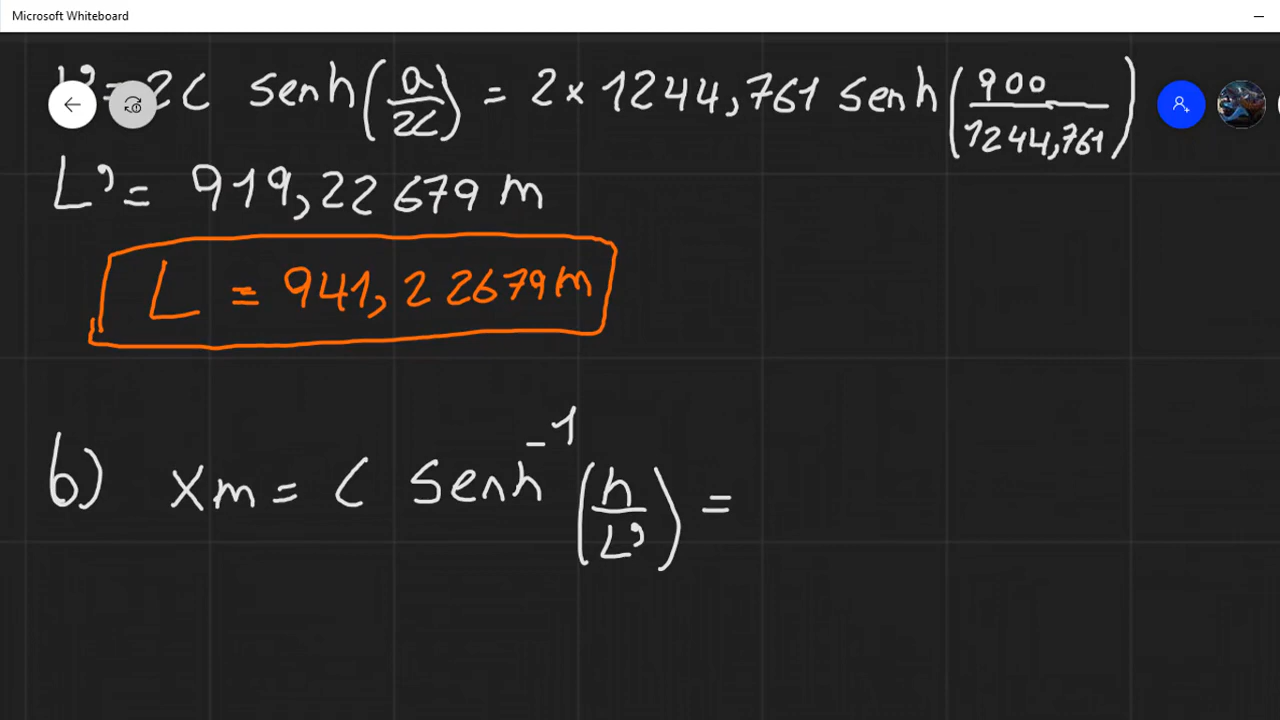 Microsoft Whiteboard
L' = 2C senh(a/2C) = 2 × 1244,761 senh(900/1244,761)
L' = 919,22679 m
L = 941,22679 m
b) xm = C senh⁻¹(h/L') =